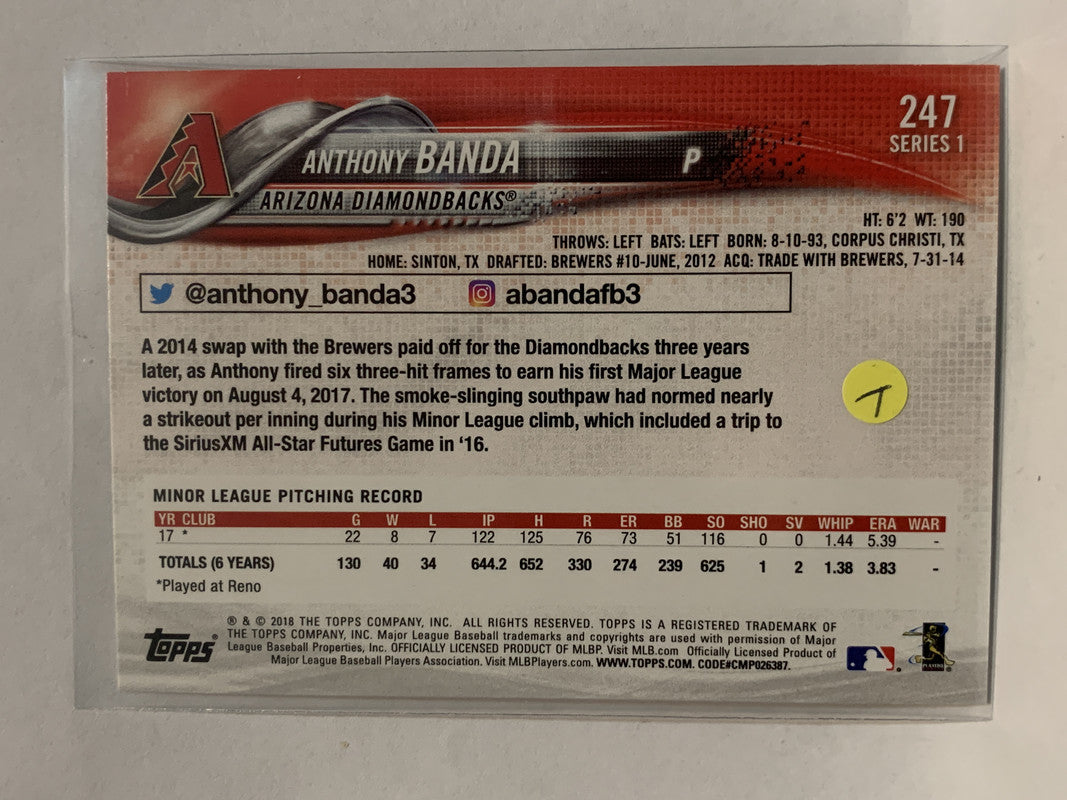 247
SERIES 1
ANTHONY BANDA P
ARIZONA DIAMONDBACKS®
HT: 6'2 WT: 190
THROWS: LEFT BATS: LEFT BORN: 8-10-93, CORPUS CHRISTI, TX
HOME: SINTON, TX DRAFTED: BREWERS #10-JUNE, 2012 ACQ: TRADE WITH BREWERS, 7-31-14
@anthony_banda3 abandafb3
A 2014 swap with the Brewers paid off for the Diamondbacks three years
later, as Anthony fired six three-hit frames to earn his first Major League
victory on August 4, 2017. The smoke-slinging southpaw had normed nearly
a strikeout per inning during his Minor League climb, which included a trip to
the SiriusXM All-Star Futures Game in '16.
T
MINOR LEAGUE PITCHING RECORD
YR CLUB G W L IP H R ER BB SO SHO SV WHIP ERA WAR
17 * 22 8 7 122 125 76 73 51 116 0 0 1.44 5.39 -
TOTALS (6 YEARS) 130 40 34 644.2 652 330 274 239 625 1 2 1.38 3.83 -
*Played at Reno
® & © 2018 THE TOPPS COMPANY, INC. ALL RIGHTS RESERVED. TOPPS IS A REGISTERED TRADEMARK OF
THE TOPPS COMPANY, INC. Major League Baseball trademarks and copyrights are used with permission of Major
League Baseball Properties, Inc. OFFICIALLY LICENSED PRODUCT OF MLBP. Visit MLB.com Officially Licensed Product of
Major League Baseball Players Association. Visit MLBPlayers.com. WWW.TOPPS.COM. CODE#CMP026387.
TOPPS®